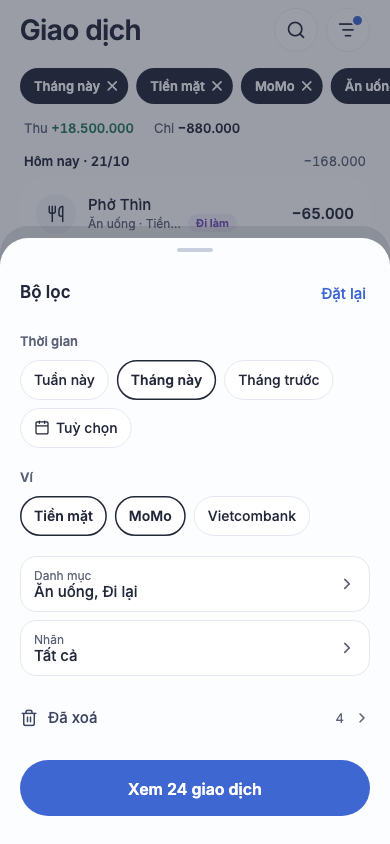 Giao dịch
Tháng này
Tiền mặt
MoMo
Ăn uống
Thu +18.500.000 Chi −880.000
Hôm nay · 21/10 −168.000
Phở Thìn
−65.000
Ăn uống · Tiền... Đi làm
Bộ lọc
Đặt lại
Thời gian
Tuần này
Tháng này
Tháng trước
Tuỳ chọn
Ví
Tiền mặt
MoMo
Vietcombank
Danh mục
Ăn uống, Đi lại
Nhãn
Tất cả
Đã xoá 4
Xem 24 giao dịch